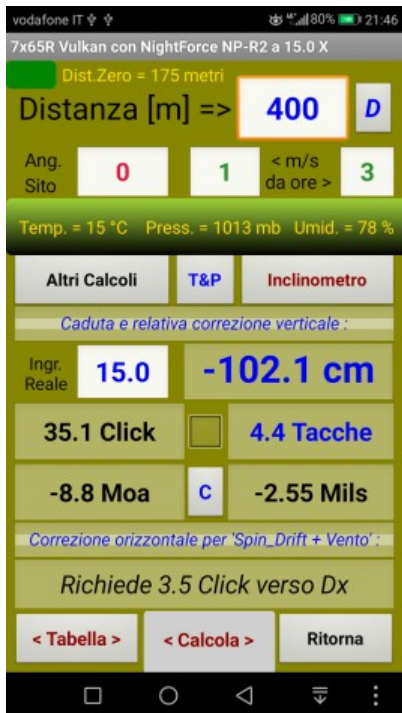 vodafone IT 80% 21:46
7x65R Vulkan con NightForce NP-R2 a 15.0 X
Dist.Zero = 175 metri
Distanza [m] => 400 D
Ang. Sito 0 1 < m/s da ore > 3
Temp. = 15 °C Press. = 1013 mb Umid. = 78 %
Altri Calcoli T&P Inclinometro
Caduta e relativa correzione verticale :
Ingr. Reale 15.0 -102.1 cm
35.1 Click 4.4 Tacche
-8.8 Moa C -2.55 Mils
Correzione orizzontale per 'Spin_Drift + Vento' :
Richiede 3.5 Click verso Dx
< Tabella > < Calcola > Ritorna